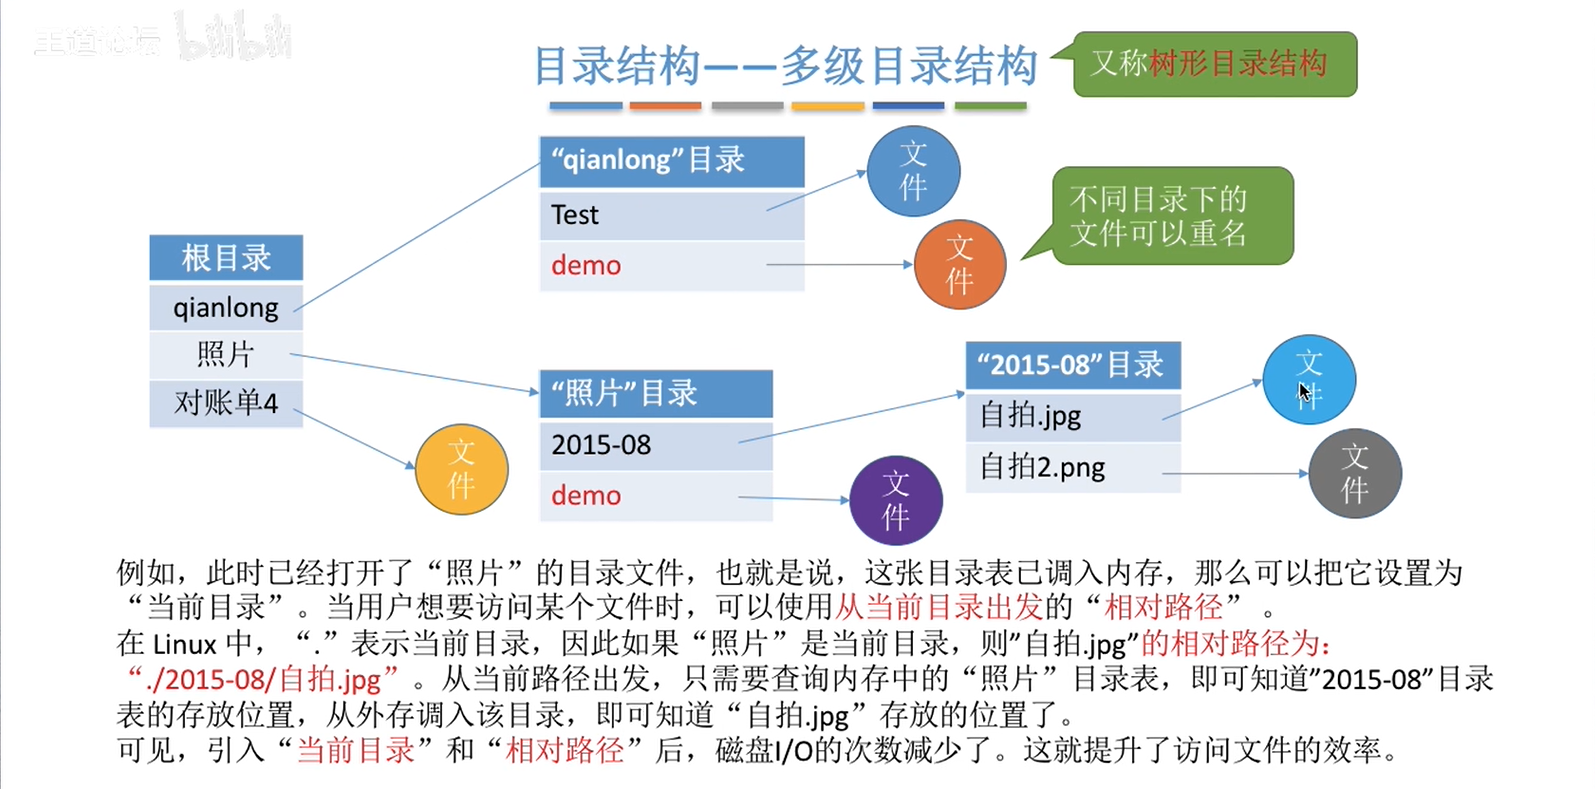 王道论坛 bilibili
目录结构——多级目录结构
又称树形目录结构
“qianlong”目录
Test
demo
文
件
文
件
不同目录下的
文件可以重名
根目录
qianlong
照片
对账单4
文
件
“照片”目录
2015-08
demo
文
件
“2015-08”目录
自拍.jpg
自拍2.png
文
件
文
件
例如，此时已经打开了“照片”的目录文件，也就是说，这张目录表已调入内存，那么可以把它设置为
“当前目录”。当用户想要访问某个文件时，可以使用从当前目录出发的“相对路径” 。
在 Linux 中，“.”表示当前目录，因此如果“照片”是当前目录，则”自拍.jpg”的相对路径为：
“./2015-08/自拍.jpg” 。从当前路径出发，只需要查询内存中的“照片”目录表，即可知道”2015-08”目录
表的存放位置，从外存调入该目录，即可知道“自拍.jpg”存放的位置了。
可见，引入“当前目录”和“相对路径”后，磁盘I/O的次数减少了。这就提升了访问文件的效率。